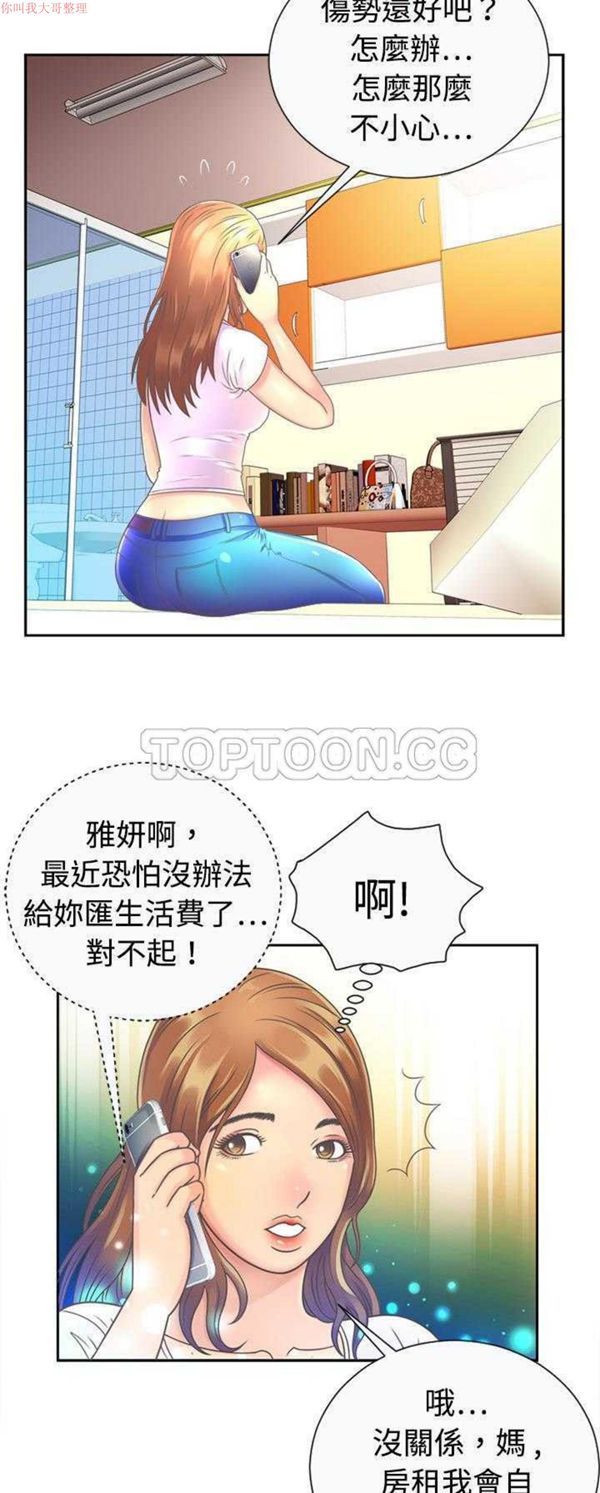 你叫我大哥整理
傷勢還好吧？
怎麼辦...
怎麼那麼
不小心...
TOPTOON.CC
雅妍啊，
最近恐怕沒辦法
給妳匯生活費了...
對不起！
啊!
哦...
沒關係，媽,
房租我會自